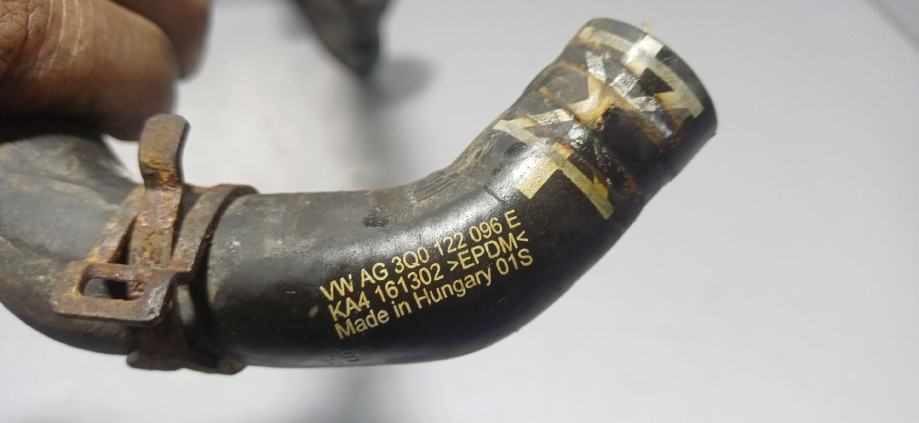 VW AG 3Q0 122 096 E
KA4 161302 >EPDM<
Made in Hungary 01S